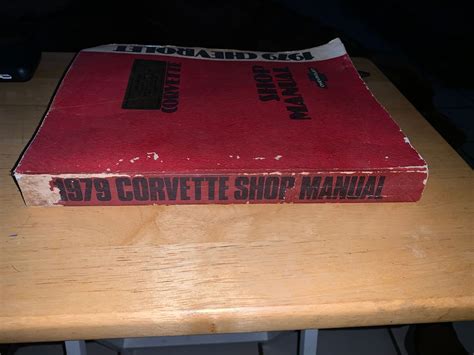 1979 CHEVROLET
CORVETTE
SHOP
MANUAL
1979 CORVETTE SHOP MANUAL